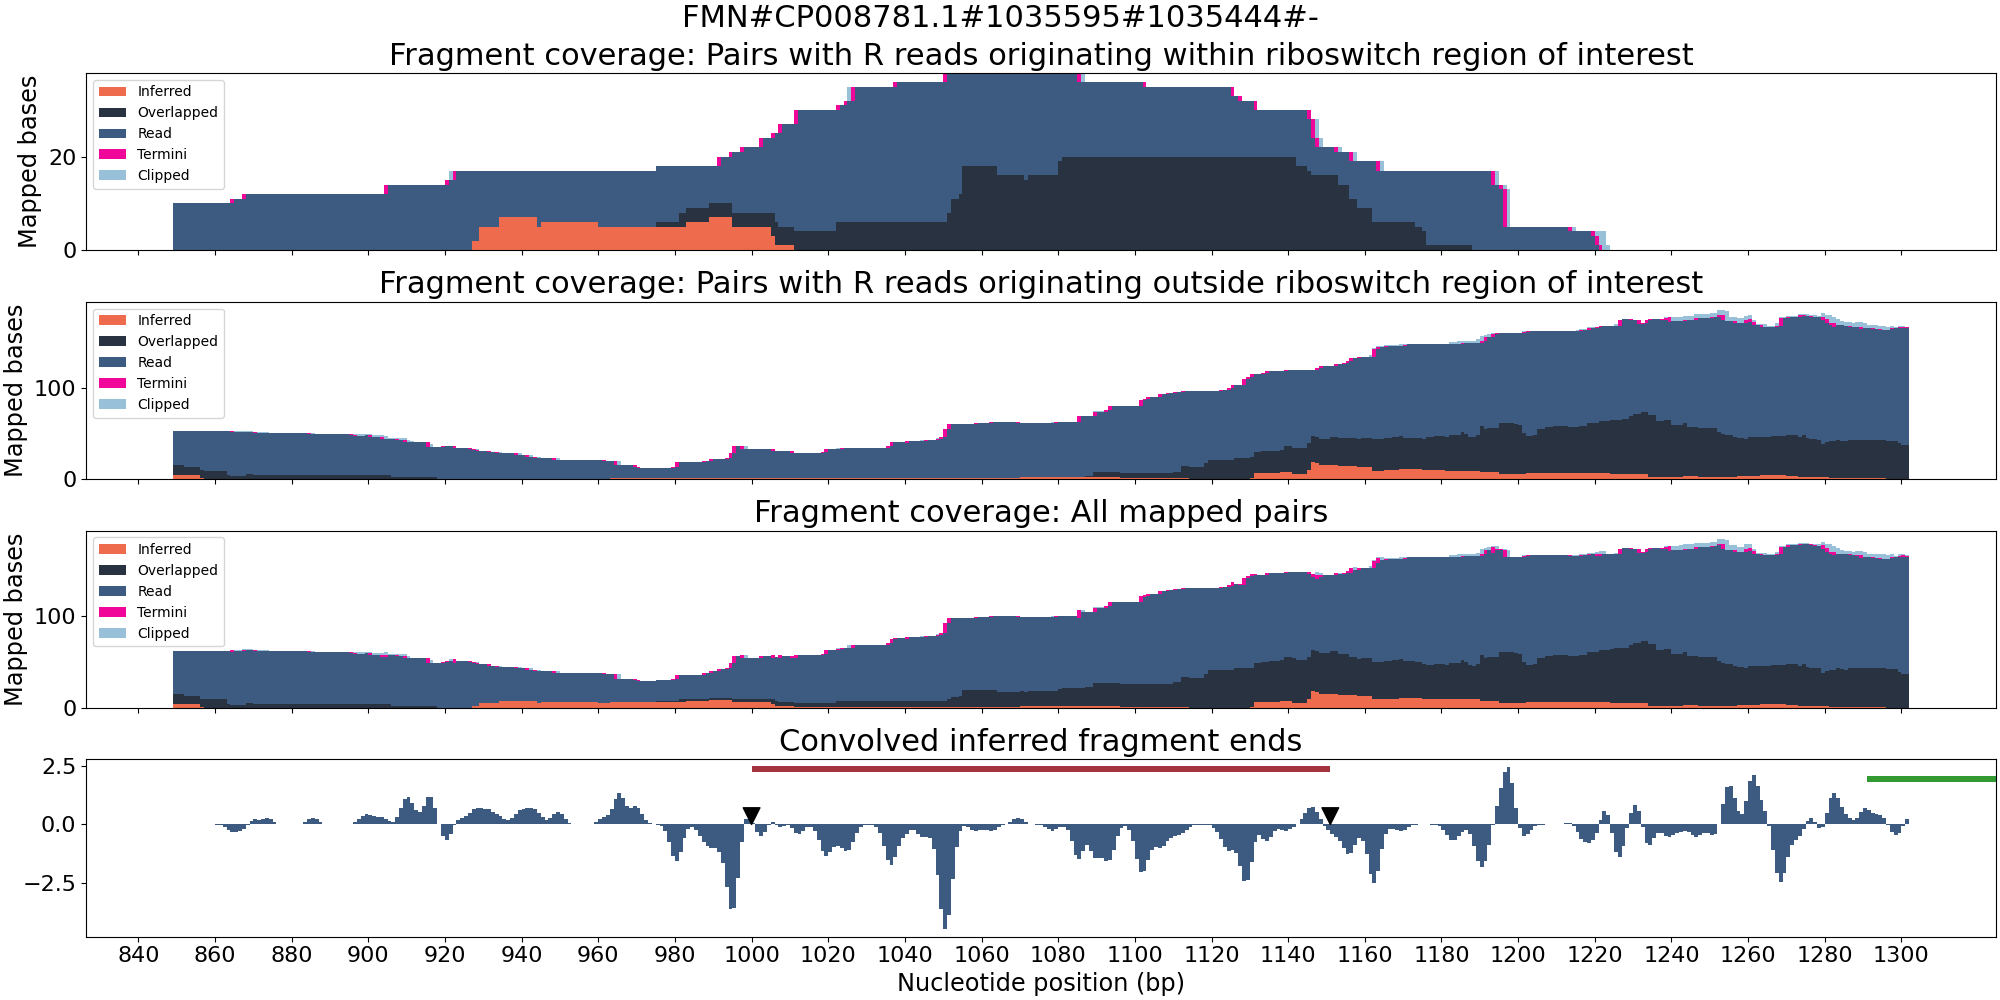 FMN#CP008781.1#1035595#1035444#-
Fragment coverage: Pairs with R reads originating within riboswitch region of interest
Mapped bases
20
0
Inferred
Overlapped
Read
Termini
Clipped
Fragment coverage: Pairs with R reads originating outside riboswitch region of interest
Mapped bases
100
0
Inferred
Overlapped
Read
Termini
Clipped
Fragment coverage: All mapped pairs
Mapped bases
100
0
Inferred
Overlapped
Read
Termini
Clipped
Convolved inferred fragment ends
2.5
0.0
−2.5
840 860 880 900 920 940 960 980 1000 1020 1040 1060 1080 1100 1120 1140 1160 1180 1200 1220 1240 1260 1280 1300
Nucleotide position (bp)